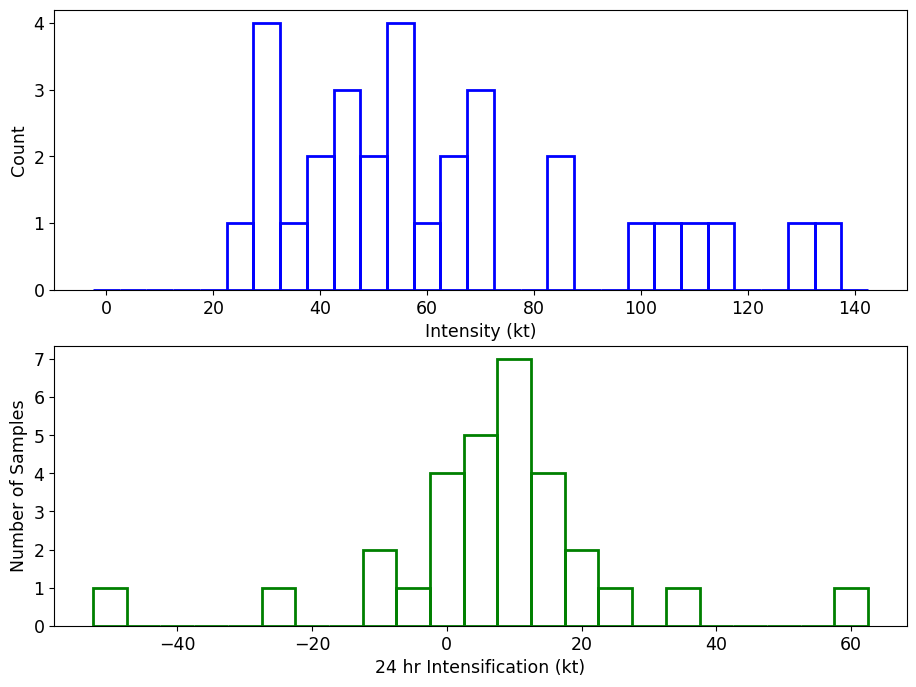 4
3
2
1
0
Count
0 20 40 60 80 100 120 140
Intensity (kt)
7
6
5
4
3
2
1
0
Number of Samples
−40 −20 0 20 40 60
24 hr Intensification (kt)